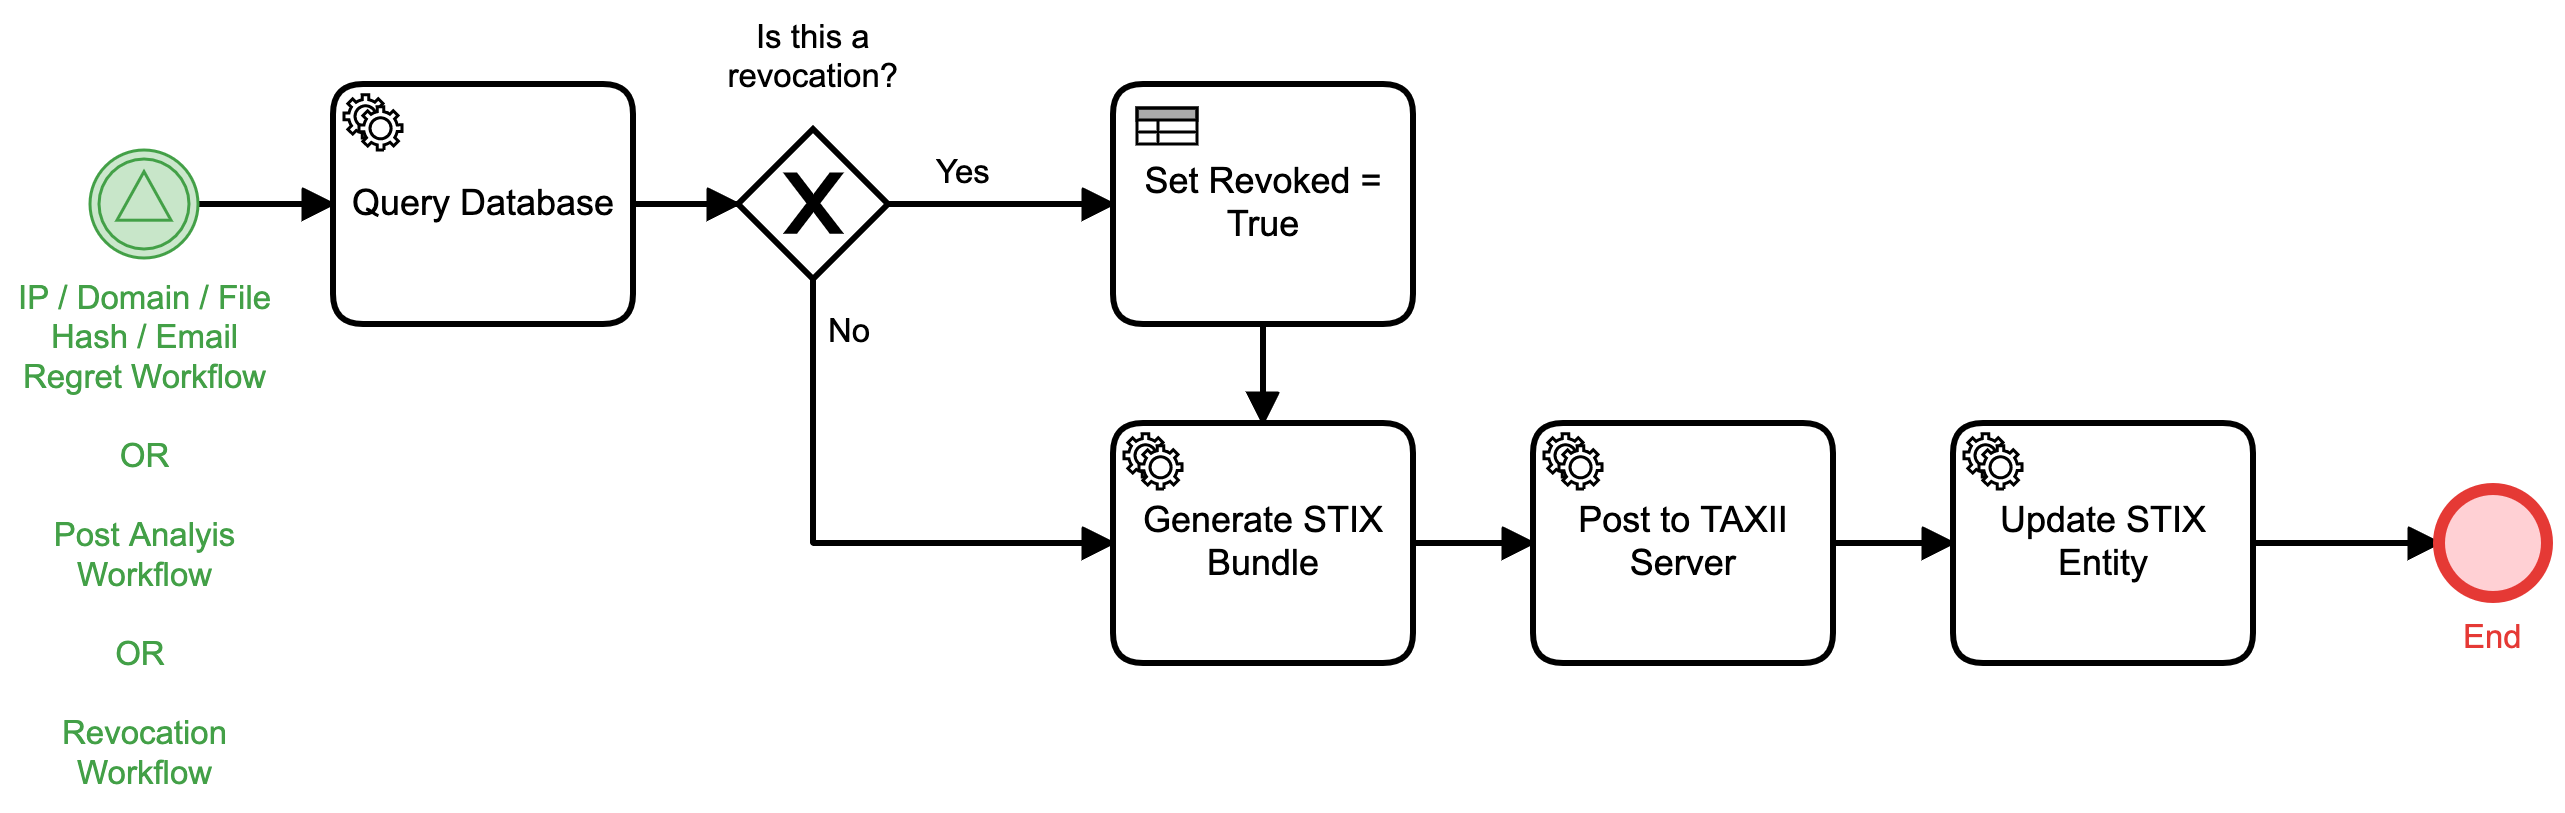 Is this a
revocation?
Query Database
Yes
Set Revoked =
True
No
IP / Domain / File
Hash / Email
Regret Workflow
OR
Post Analyis
Workflow
OR
Revocation
Workflow
Generate STIX
Bundle
Post to TAXII
Server
Update STIX
Entity
End